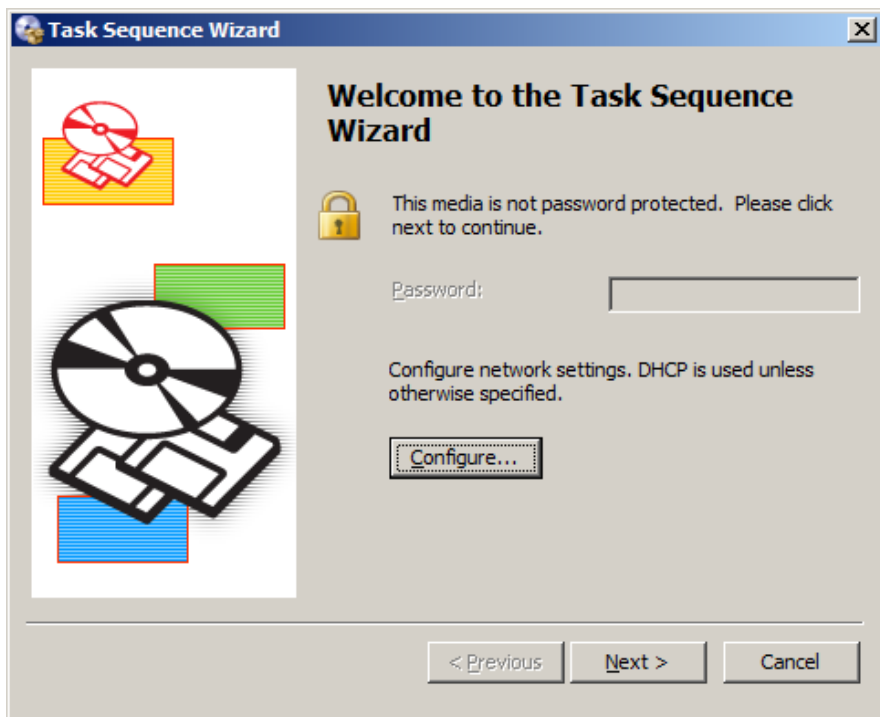 Task Sequence Wizard
Welcome to the Task Sequence
Wizard
This media is not password protected.  Please click
next to continue.
Password:
Configure network settings. DHCP is used unless
otherwise specified.
Configure...
< Previous
Next >
Cancel